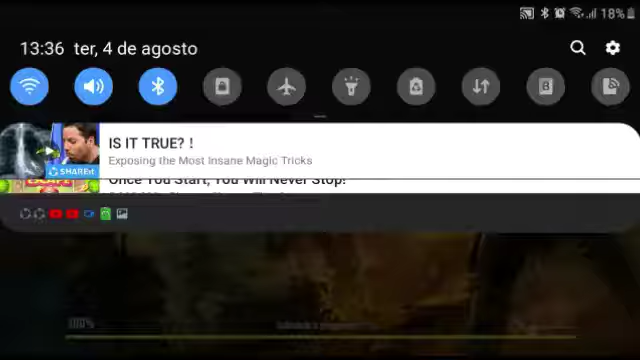 18%
13:36 ter, 4 de agosto
IS IT TRUE? !
Exposing the Most Insane Magic Tricks
SHAREit
Once You Start, You Will Never Stop!
100%